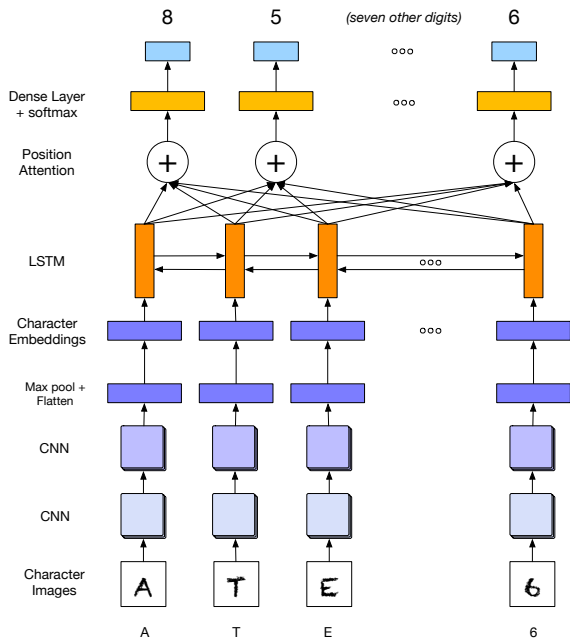 8 5 (seven other digits) 6
Dense Layer
+ softmax
Position
Attention
+ + +
LSTM
Character
Embeddings
Max pool +
Flatten
CNN
CNN
Character
Images
A T E 6
A T E 6